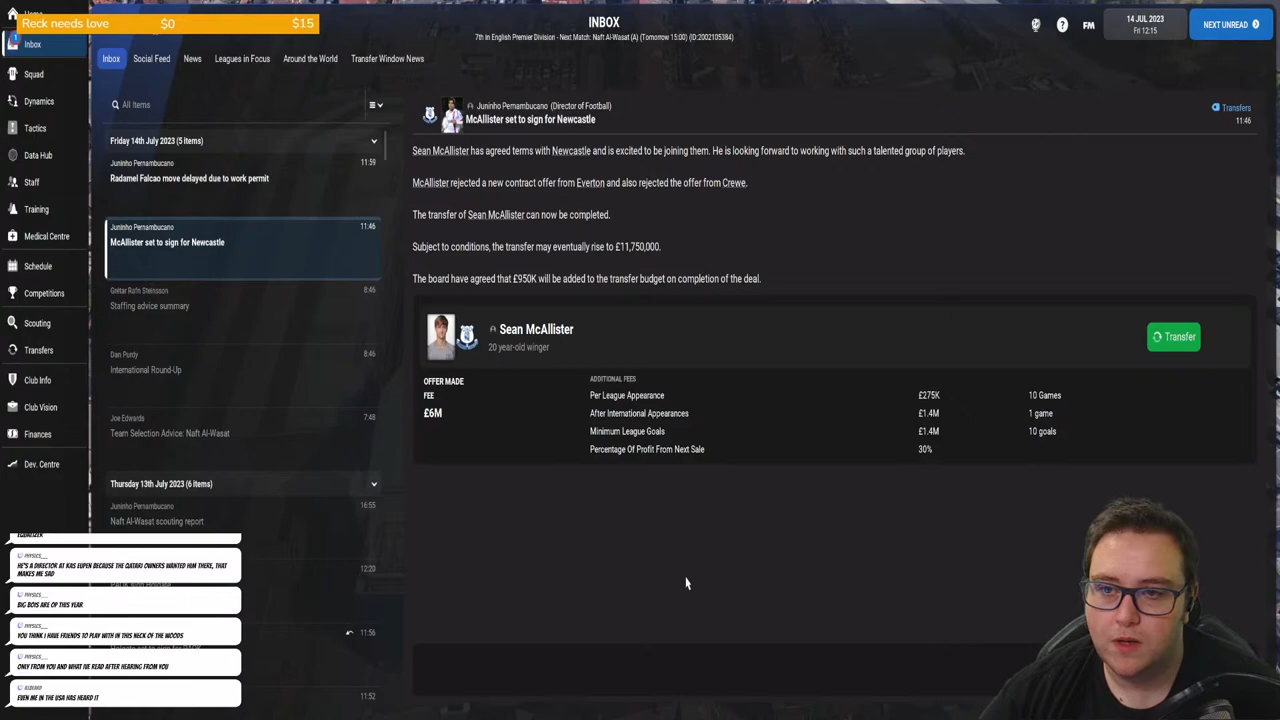 Home
Reck needs love
$0
$15
INBOX
7th in English Premier Division - Next Match: Naft Al-Wasat (A) (Tomorrow 15:00) (ID:2002105384)
FM
14 JUL 2023
Fri 12:15
NEXT UNREAD
1
Inbox
Squad
Dynamics
Tactics
Data Hub
Staff
Training
Medical Centre
Schedule
Competitions
Scouting
Transfers
Club Info
Club Vision
Finances
Dev. Centre
Inbox
Social Feed
News
Leagues in Focus
Around the World
Transfer Window News
All Items
Friday 14th July 2023 (5 items)
Juninho Pernambucano
11:59
Radamel Falcao move delayed due to work permit
Juninho Pernambucano
11:46
McAllister set to sign for Newcastle
Grétar Rafn Steinsson
8:46
Staffing advice summary
Dan Purdy
8:46
International Round-Up
Joe Edwards
7:48
Team Selection Advice: Naft Al-Wasat
Thursday 13th July 2023 (6 items)
Juninho Pernambucano
16:55
Naft Al-Wasat scouting report
12:20
11:56
11:52
Juninho Pernambucano (Director of Football)
McAllister set to sign for Newcastle
Transfers
11:46
Sean McAllister has agreed terms with Newcastle and is excited to be joining them. He is looking forward to working with such a talented group of players.
McAllister rejected a new contract offer from Everton and also rejected the offer from Crewe.
The transfer of Sean McAllister can now be completed.
Subject to conditions, the transfer may eventually rise to £11,750,000.
The board have agreed that £950K will be added to the transfer budget on completion of the deal.
Sean McAllister
20 year-old winger
Transfer
OFFER MADE
FEE
£6M
ADDITIONAL FEES
Per League Appearance
£275K
10 Games
After International Appearances
£1.4M
1 game
Minimum League Goals
£1.4M
10 goals
Percentage Of Profit From Next Sale
30%
EQUALIZER
PHYSICS__
HE'S A DIRECTOR AT KAS EUPEN BECAUSE THE QATARI OWNERS WANTED HIM THERE, THAT
MAKES ME SAD
PHYSICS__
BIG BOIS ARE OP THIS YEAR
PHYSICS__
YOU THINK I HAVE FRIENDS TO PLAY WITH IN THIS NECK OF THE WOODS
PHYSICS__
ONLY FROM YOU AND WHAT I'VE READ AFTER HEARING FROM YOU
EVEN ME IN THE USA HAS HEARD IT